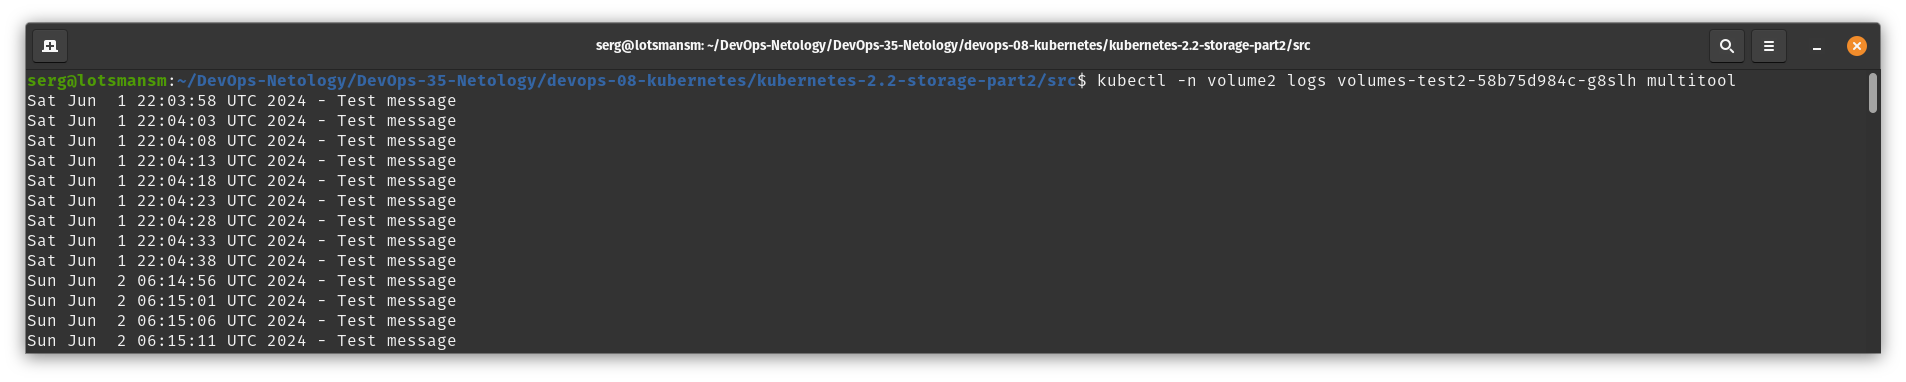 serg@lotsmansm: ~/DevOps-Netology/DevOps-35-Netology/devops-08-kubernetes/kubernetes-2.2-storage-part2/src
serg@lotsmansm:~/DevOps-Netology/DevOps-35-Netology/devops-08-kubernetes/kubernetes-2.2-storage-part2/src$ kubectl -n volume2 logs volumes-test2-58b75d984c-g8slh multitool
Sat Jun  1 22:03:58 UTC 2024 - Test message
Sat Jun  1 22:04:03 UTC 2024 - Test message
Sat Jun  1 22:04:08 UTC 2024 - Test message
Sat Jun  1 22:04:13 UTC 2024 - Test message
Sat Jun  1 22:04:18 UTC 2024 - Test message
Sat Jun  1 22:04:23 UTC 2024 - Test message
Sat Jun  1 22:04:28 UTC 2024 - Test message
Sat Jun  1 22:04:33 UTC 2024 - Test message
Sat Jun  1 22:04:38 UTC 2024 - Test message
Sun Jun  2 06:14:56 UTC 2024 - Test message
Sun Jun  2 06:15:01 UTC 2024 - Test message
Sun Jun  2 06:15:06 UTC 2024 - Test message
Sun Jun  2 06:15:11 UTC 2024 - Test message